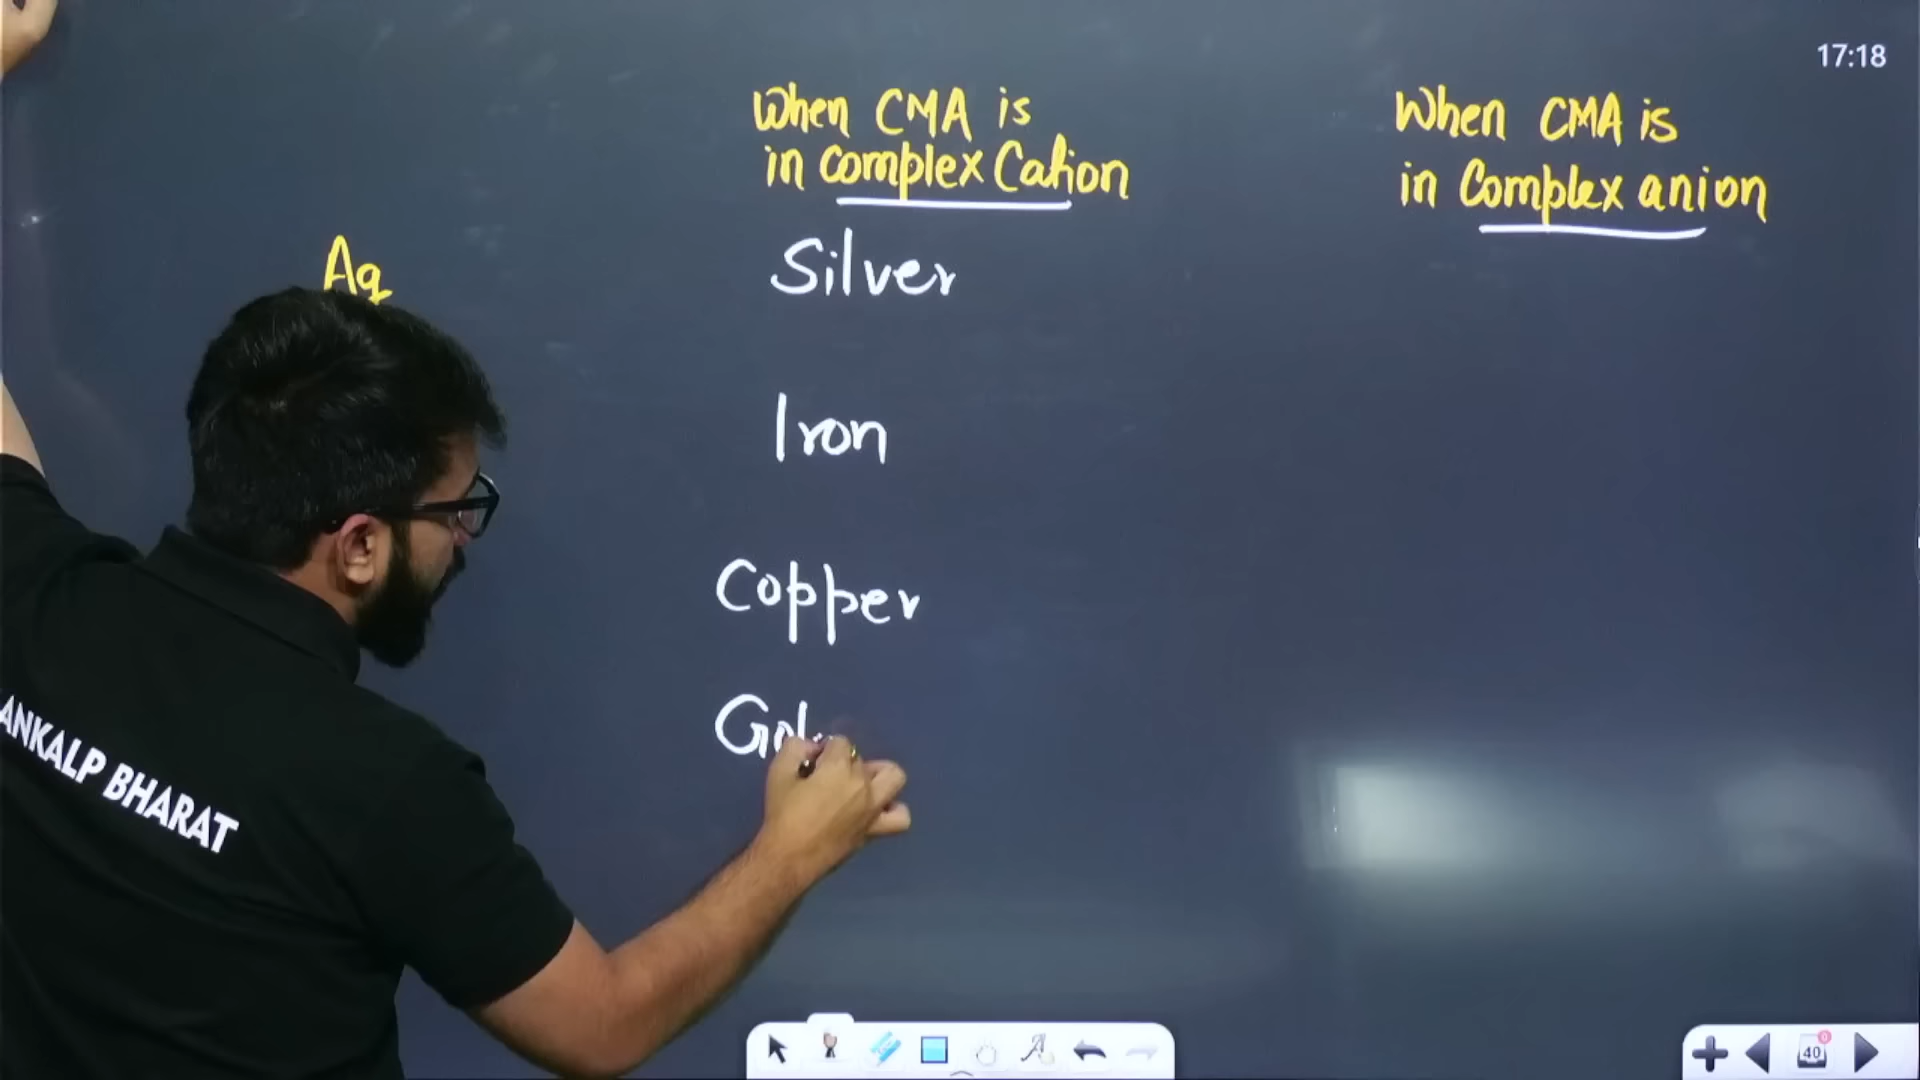 17:18
When CMA is
in complex Cation
When CMA is
in Complex anion
Ag
Silver
Iron
Copper
ANKALP BHARAT
40